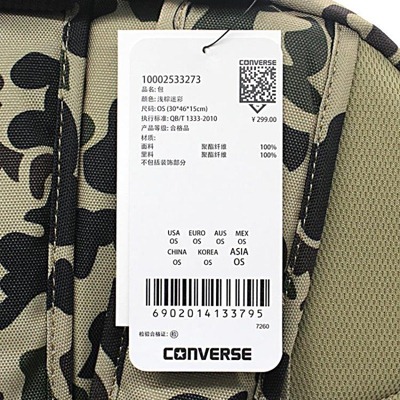 CONVERSE
10002533273
品名: 包
颜色: 浅棕迷彩
尺码: OS (30*46*15cm)
执行标准: QB/T 1333-2010
¥ 299.00
产品等级: 合格品
材质:
面料 聚酯纤维 100%
里料 聚酯纤维 100%
不包括装饰部分
USA EURO AUS MEX
OS OS OS OS
CHINA KOREA ASIA
OS OS OS
6902014133795
7260
检验合格证:
CONVERSE